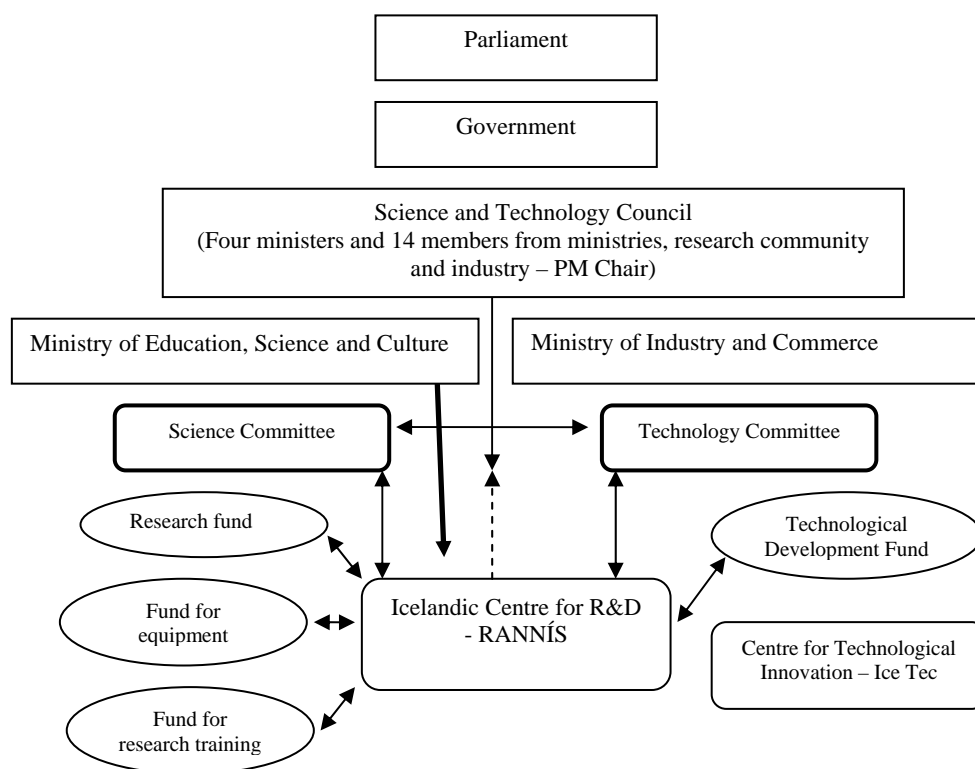 Parliament
Government
Science and Technology Council
(Four ministers and 14 members from ministries, research community
and industry – PM Chair)
Ministry of Education, Science and Culture
Ministry of Industry and Commerce
Science Committee
Technology Committee
Research fund
Technological
Development Fund
Fund for
equipment
Icelandic Centre for R&D
- RANNÍS
Centre for Technological
Innovation – Ice Tec
Fund for
research training